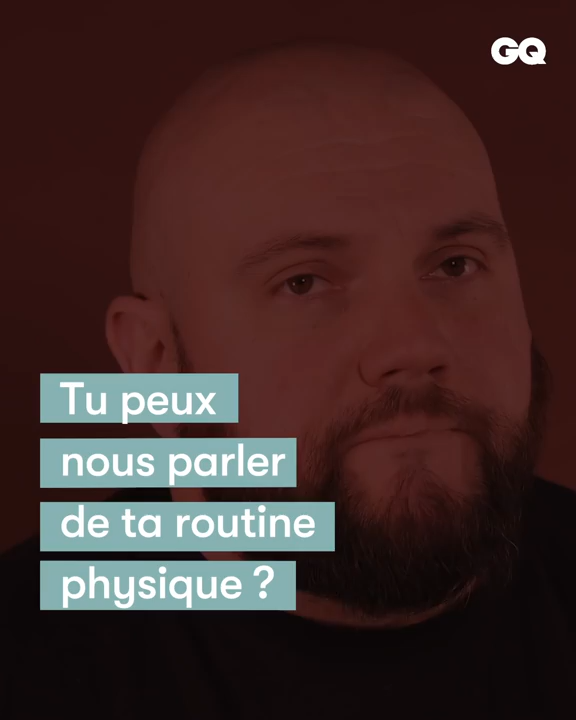 GQ
Tu peux
nous parler
de ta routine
physique ?